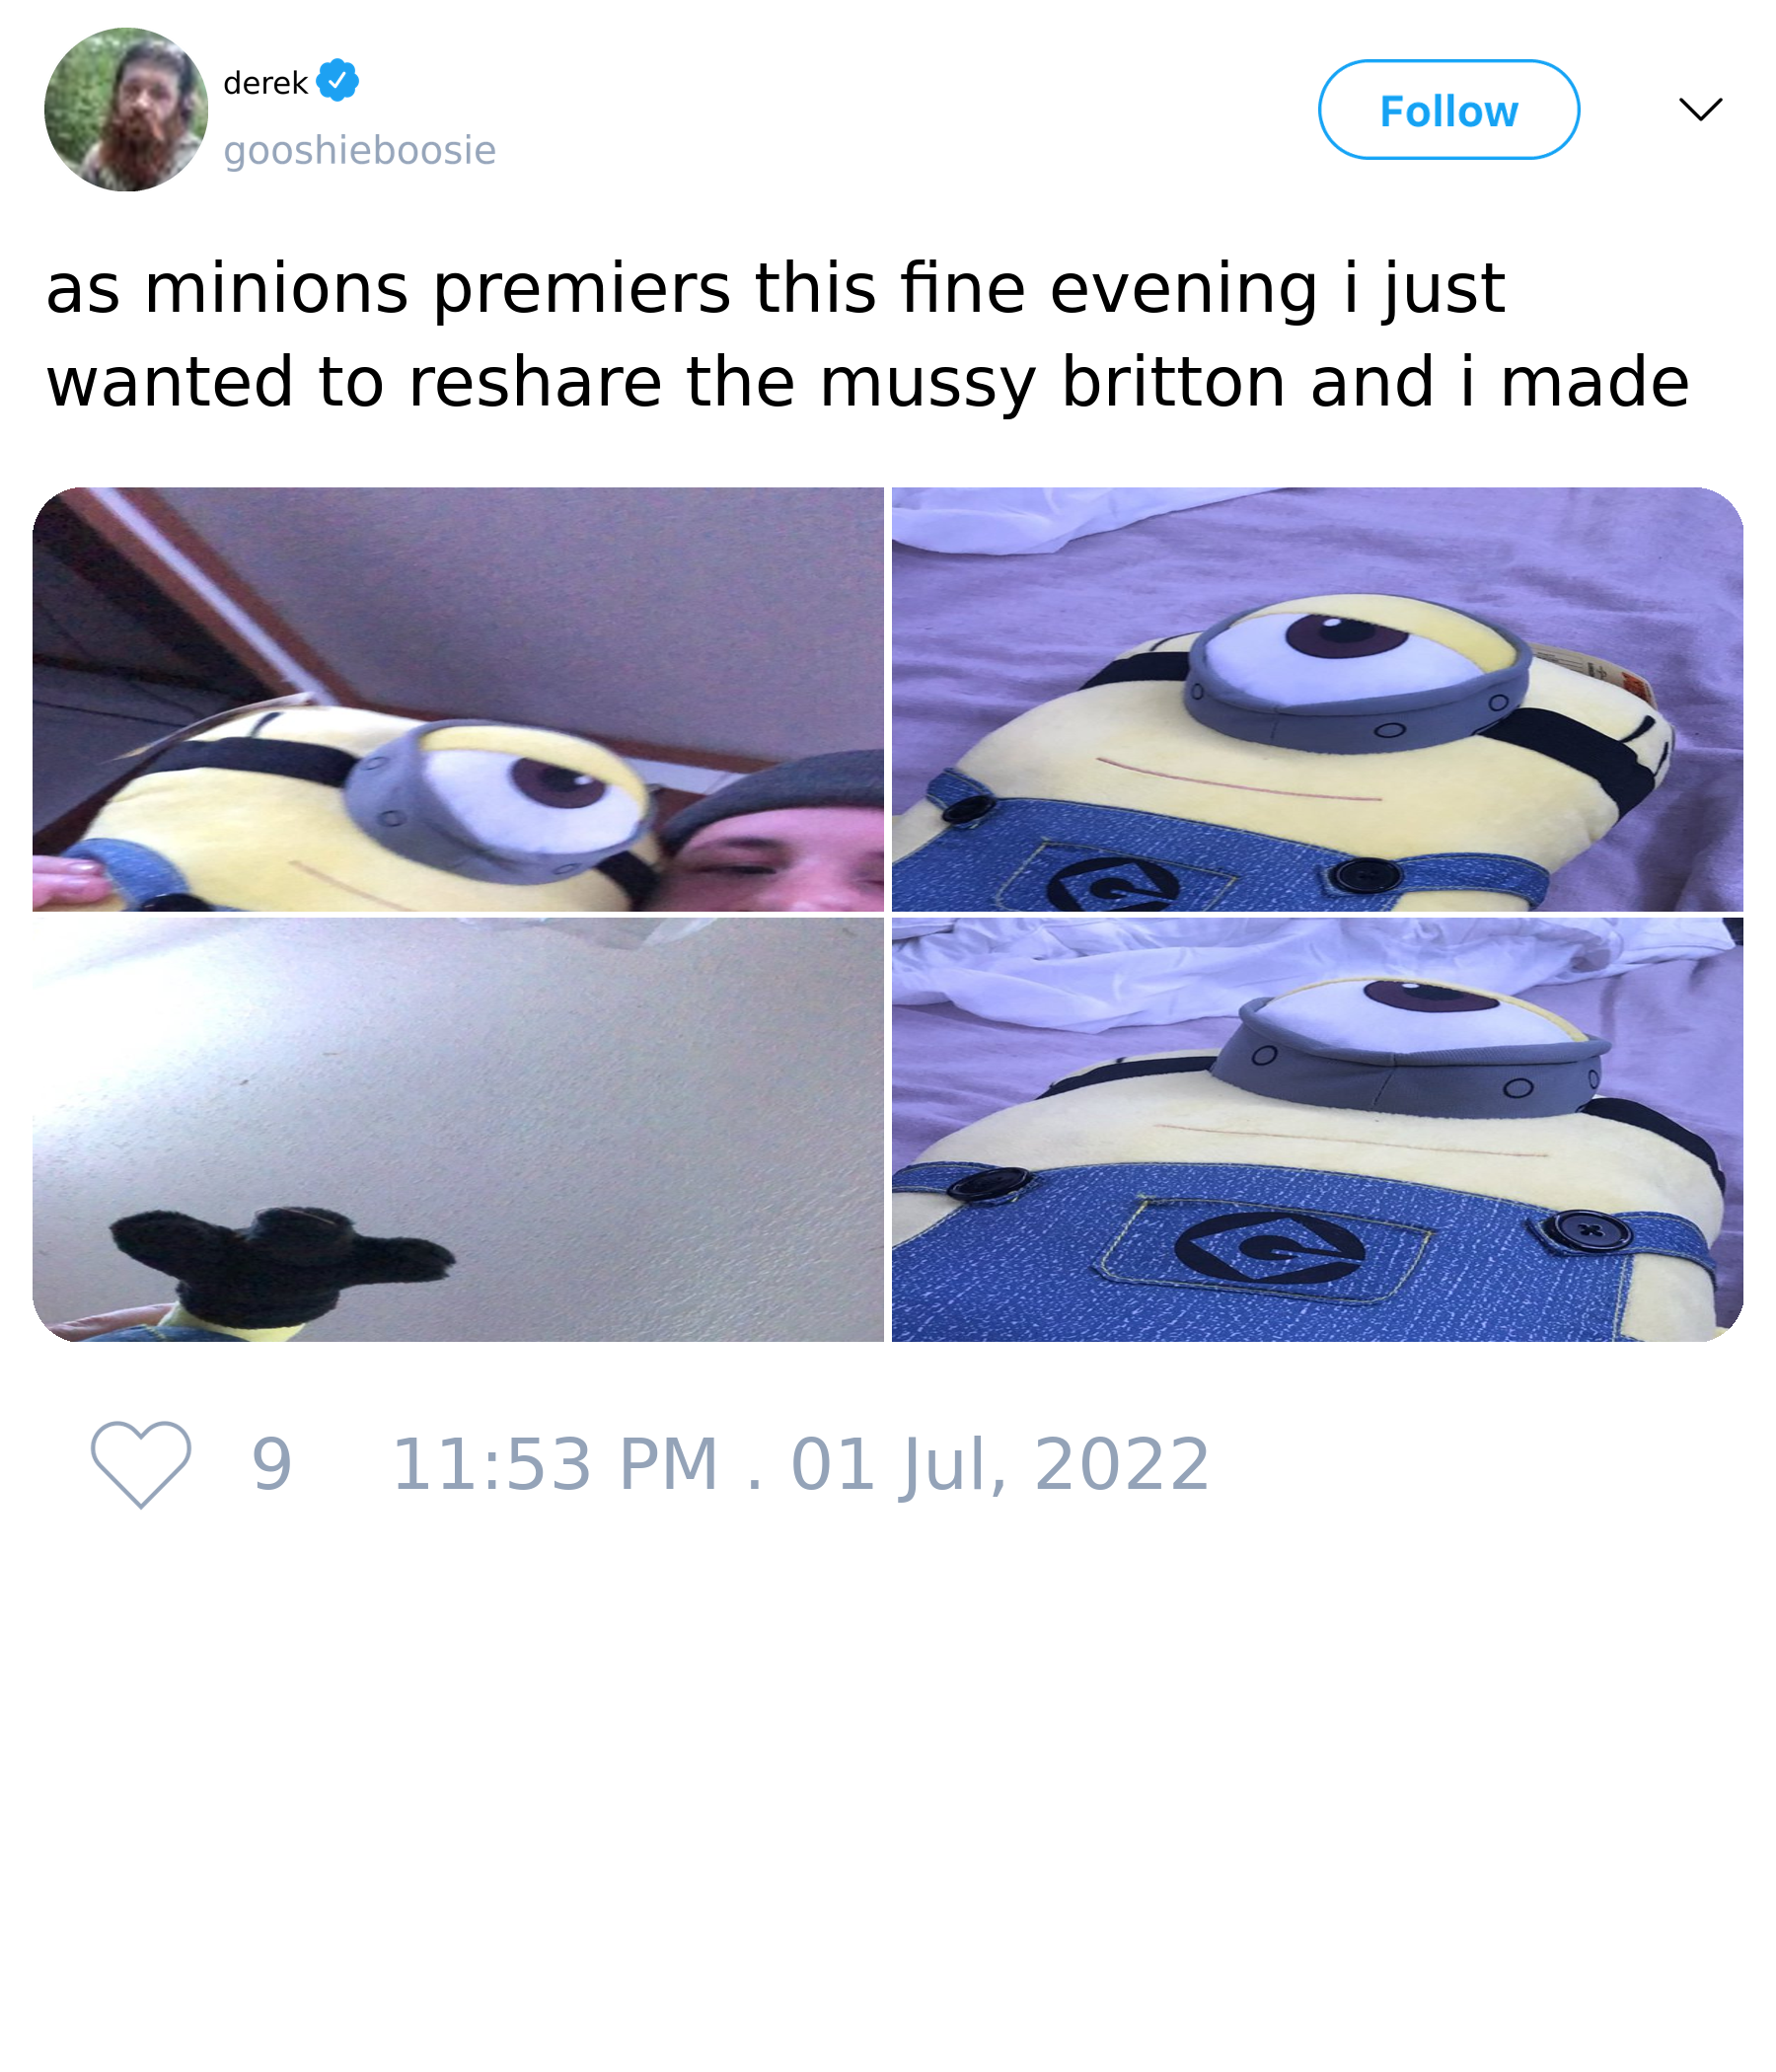 derek
gooshieboosie
Follow
as minions premiers this fine evening i just
wanted to reshare the mussy britton and i made
9 11:53 PM . 01 Jul, 2022